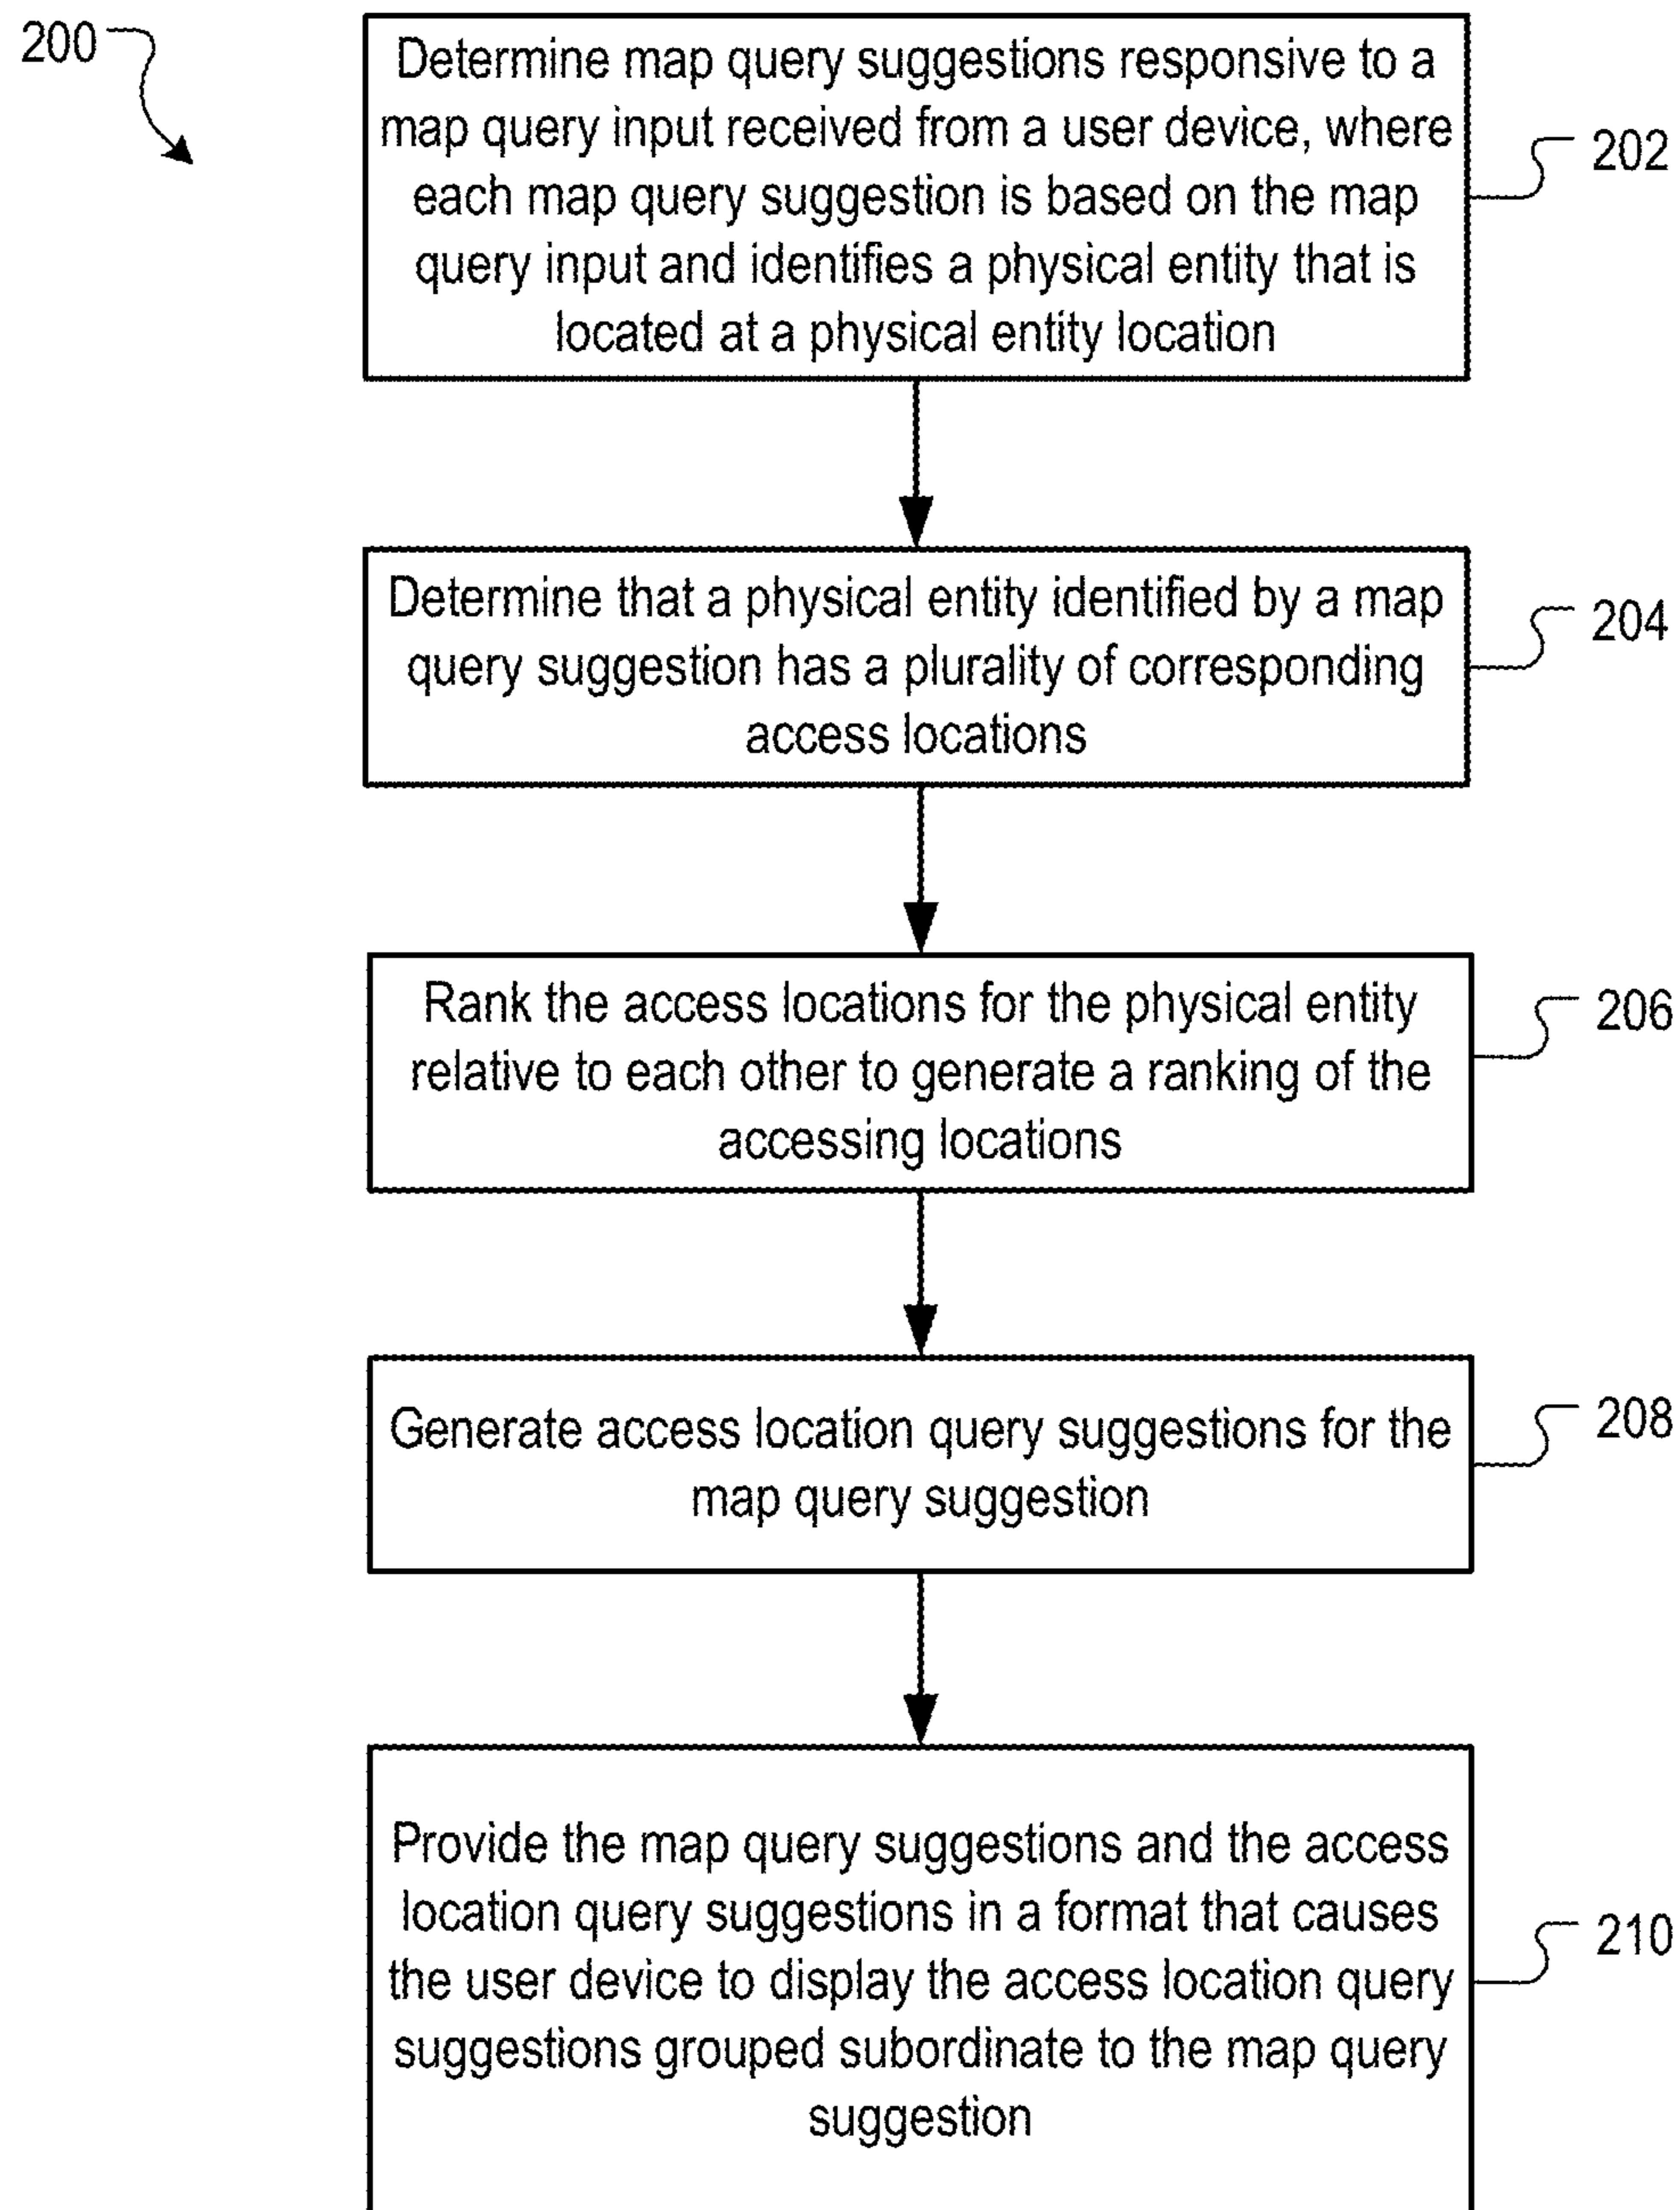 200
Determine map query suggestions responsive to a
map query input received from a user device, where
each map query suggestion is based on the map
query input and identifies a physical entity that is
located at a physical entity location
202
Determine that a physical entity identified by a map
query suggestion has a plurality of corresponding
access locations
204
Rank the access locations for the physical entity
relative to each other to generate a ranking of the
accessing locations
206
Generate access location query suggestions for the
map query suggestion
208
Provide the map query suggestions and the access
location query suggestions in a format that causes
the user device to display the access location query
suggestions grouped subordinate to the map query
suggestion
210